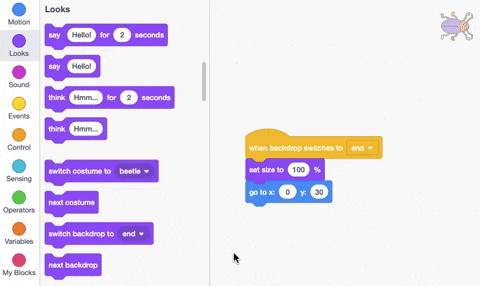 Looks
Motion
Looks
Sound
Events
Control
Sensing
Operators
Variables
My Blocks
say Hello! for 2 seconds
say Hello!
think Hmm... for 2 seconds
think Hmm...
switch costume to beetle
next costume
switch backdrop to end
next backdrop
when backdrop switches to end
set size to 100 %
go to x: 0 y: 30